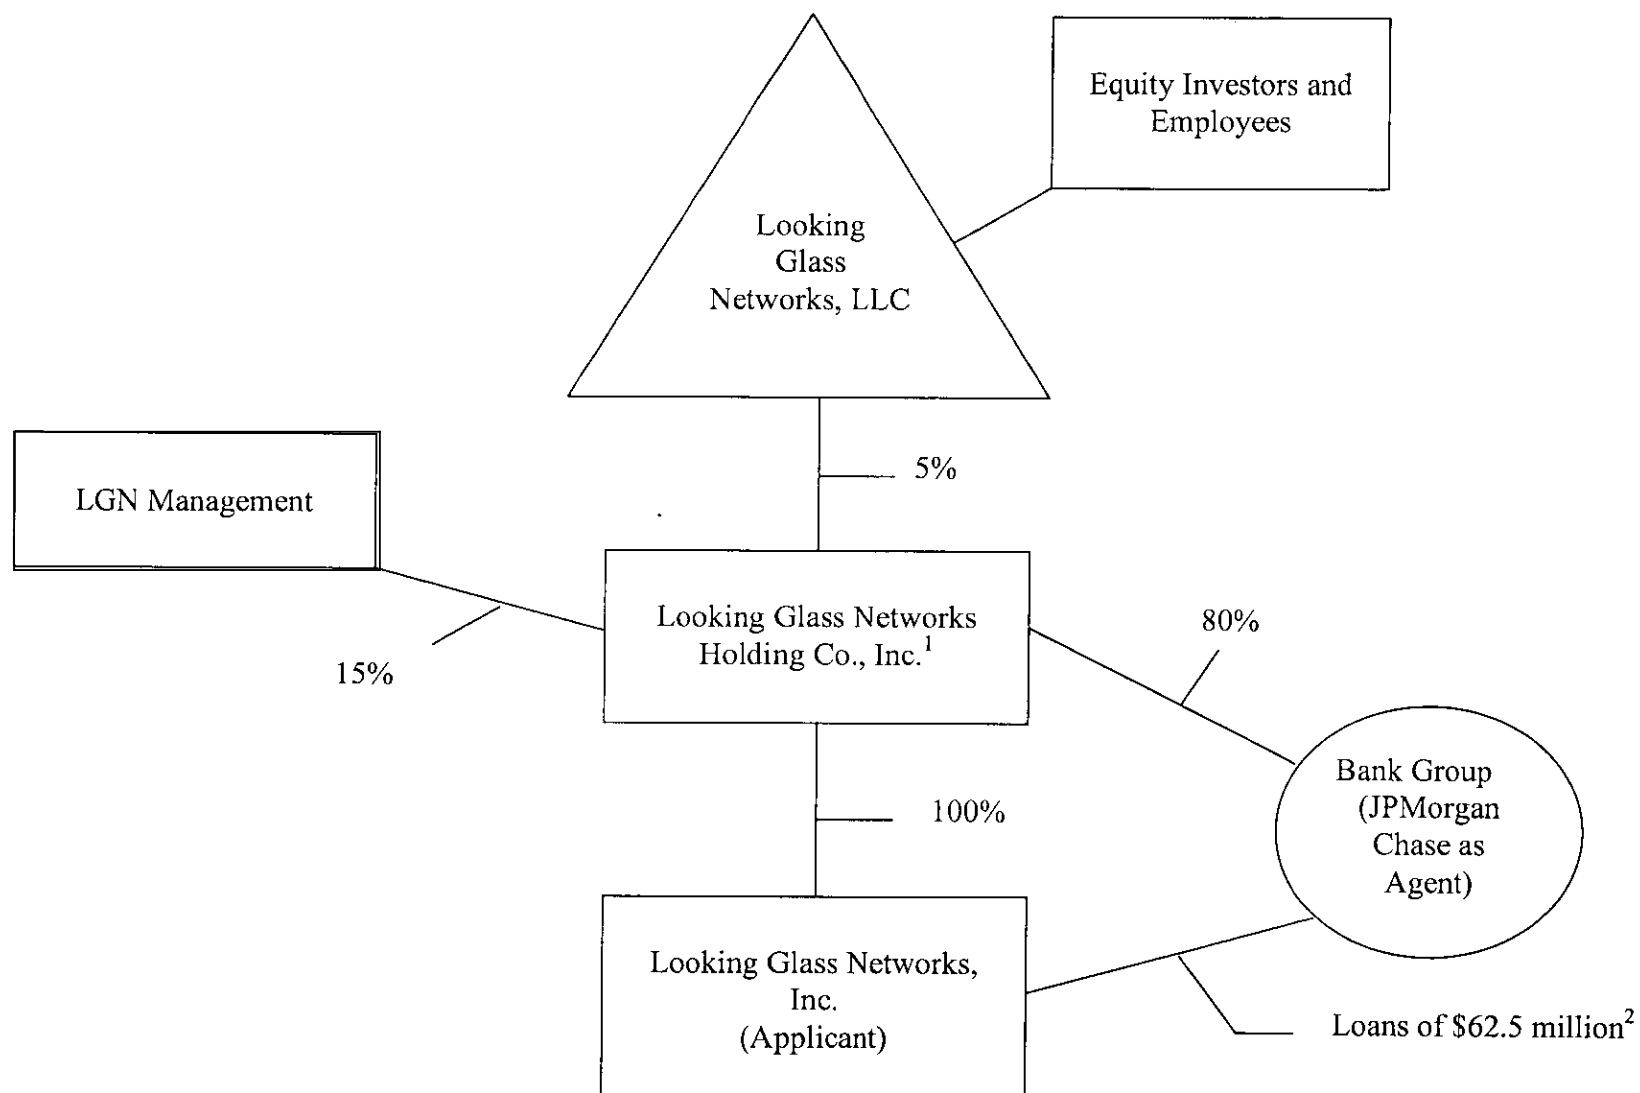 Equity Investors and
Employees
Looking
Glass
Networks, LLC
5%
LGN Management
15%
Looking Glass Networks
Holding Co., Inc.¹
80%
100%
Bank Group
(JPMorgan
Chase as
Agent)
Looking Glass Networks,
Inc.
(Applicant)
Loans of $62.5 million²